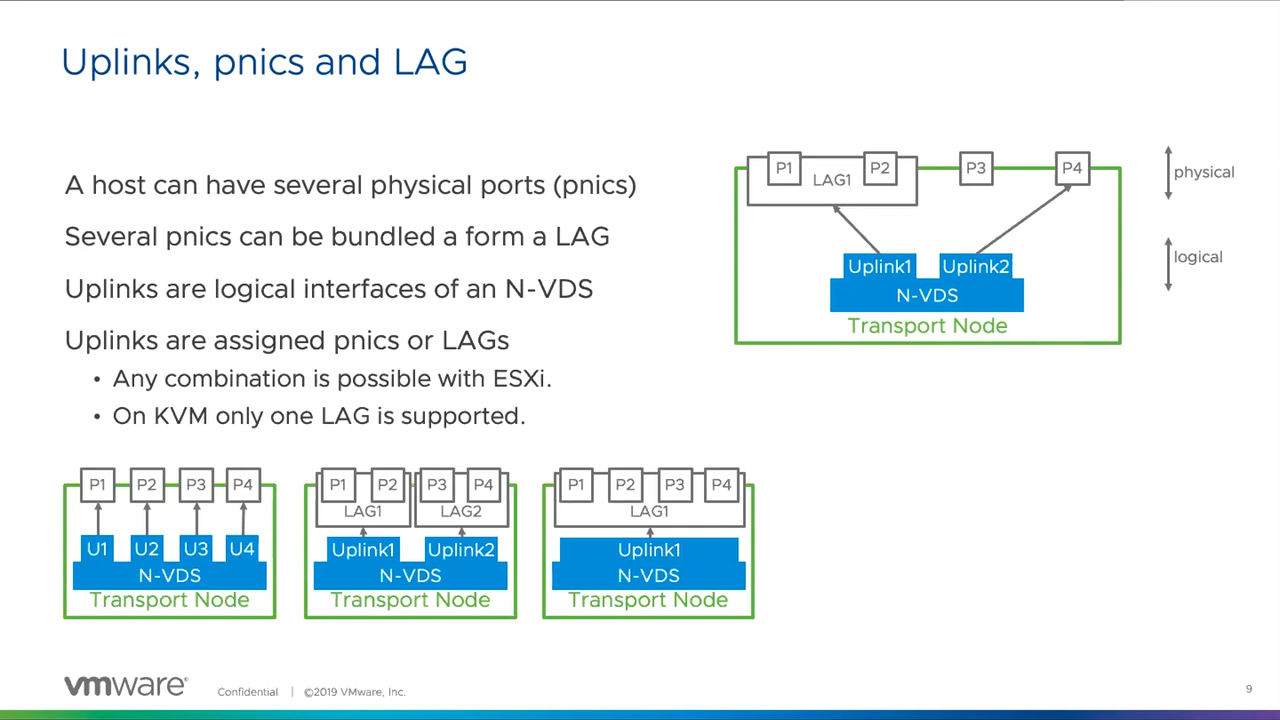 Uplinks, pnics and LAG
A host can have several physical ports (pnics)
Several pnics can be bundled a form a LAG
Uplinks are logical interfaces of an N-VDS
Uplinks are assigned pnics or LAGs
• Any combination is possible with ESXi.
• On KVM only one LAG is supported.
P1 P2 P3 P4
LAG1
physical
logical
Uplink1 Uplink2
N-VDS
Transport Node
P1 P2 P3 P4
U1 U2 U3 U4
N-VDS
Transport Node
P1 P2 P3 P4
LAG1 LAG2
Uplink1 Uplink2
N-VDS
Transport Node
P1 P2 P3 P4
LAG1
Uplink1
N-VDS
Transport Node
vmware® Confidential | ©2019 VMware, Inc. 9